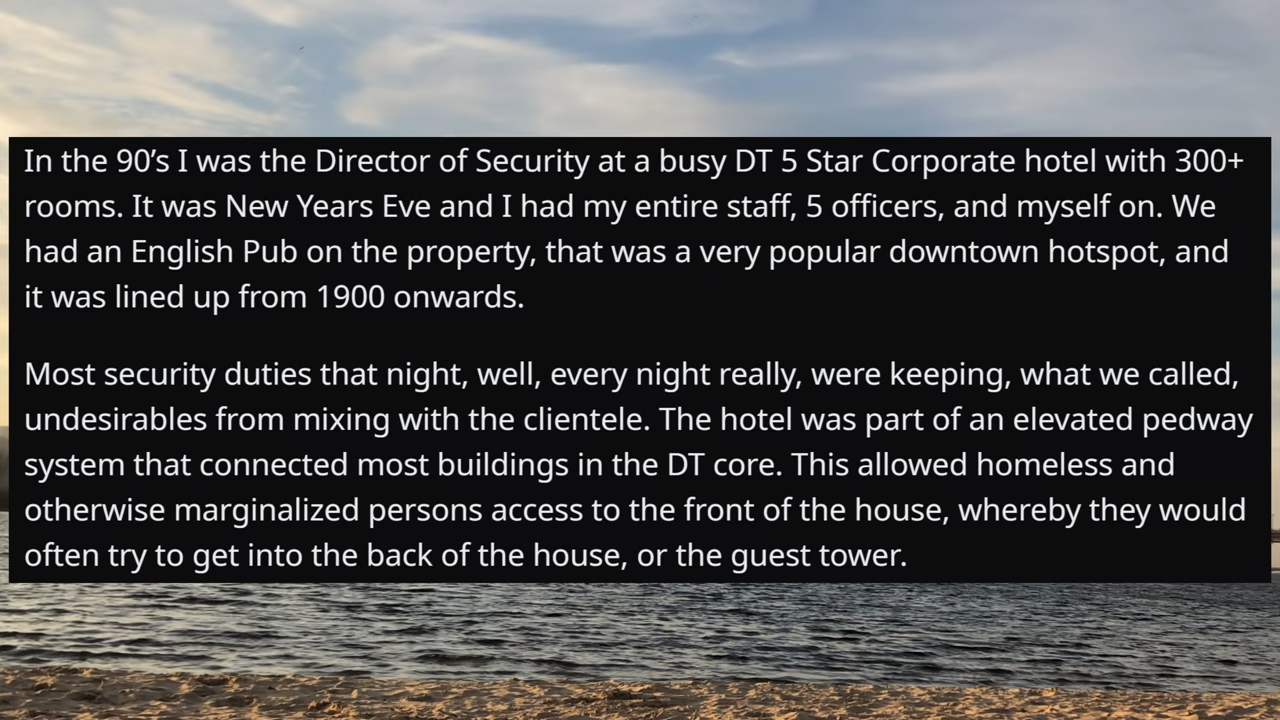 In the 90’s I was the Director of Security at a busy DT 5 Star Corporate hotel with 300+
rooms. It was New Years Eve and I had my entire staff, 5 officers, and myself on. We
had an English Pub on the property, that was a very popular downtown hotspot, and
it was lined up from 1900 onwards.
Most security duties that night, well, every night really, were keeping, what we called,
undesirables from mixing with the clientele. The hotel was part of an elevated pedway
system that connected most buildings in the DT core. This allowed homeless and
otherwise marginalized persons access to the front of the house, whereby they would
often try to get into the back of the house, or the guest tower.